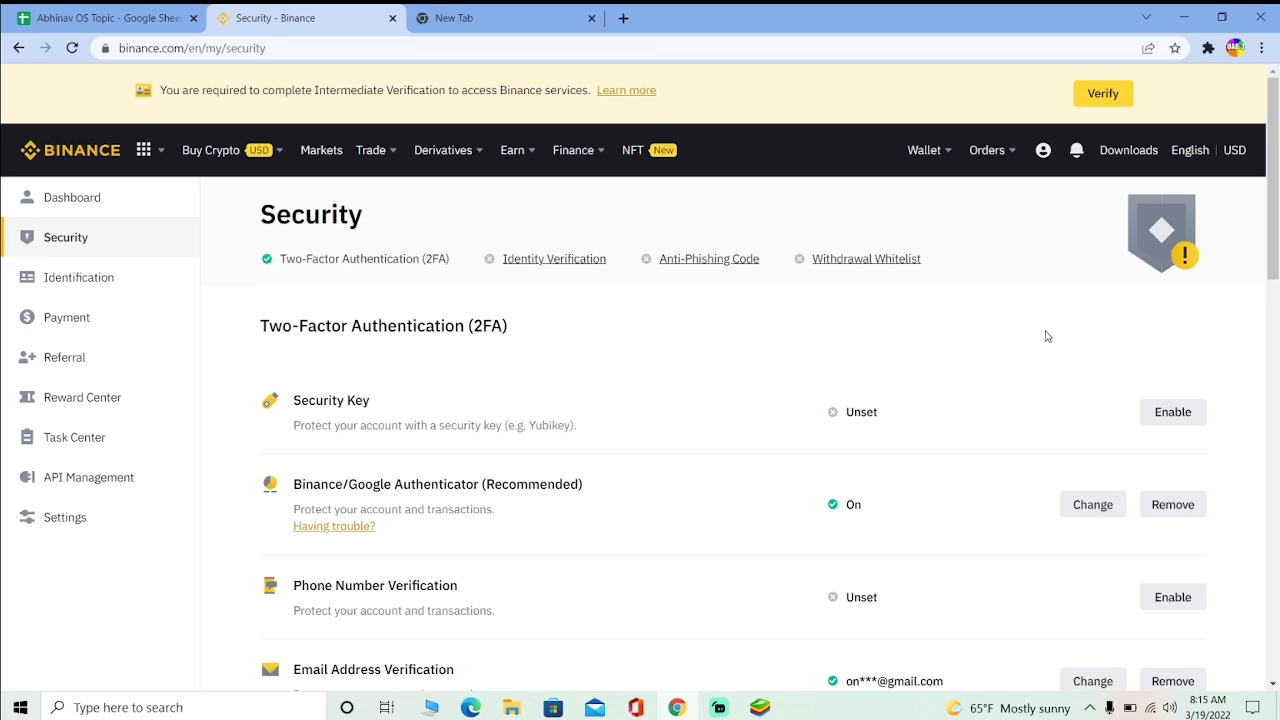 Abhinav OS Topic - Google Shee
Security - Binance
New Tab
binance.com/en/my/security
You are required to complete Intermediate Verification to access Binance services. Learn more
Verify
BINANCE
Buy Crypto USD
Markets
Trade
Derivatives
Earn
Finance
NFT New
Wallet
Orders
Downloads
English | USD
Dashboard
Security
Identification
Payment
Referral
Reward Center
Task Center
API Management
Settings
Security
Two-Factor Authentication (2FA)
Identity Verification
Anti-Phishing Code
Withdrawal Whitelist
Two-Factor Authentication (2FA)
Security Key
Protect your account with a security key (e.g. Yubikey).
Unset
Enable
Binance/Google Authenticator (Recommended)
Protect your account and transactions.
Having trouble?
On
Change
Remove
Phone Number Verification
Protect your account and transactions.
Unset
Enable
Email Address Verification
on***@gmail.com
Change
Remove
Type here to search
65°F Mostly sunny
8:15 AM
3/19/2022